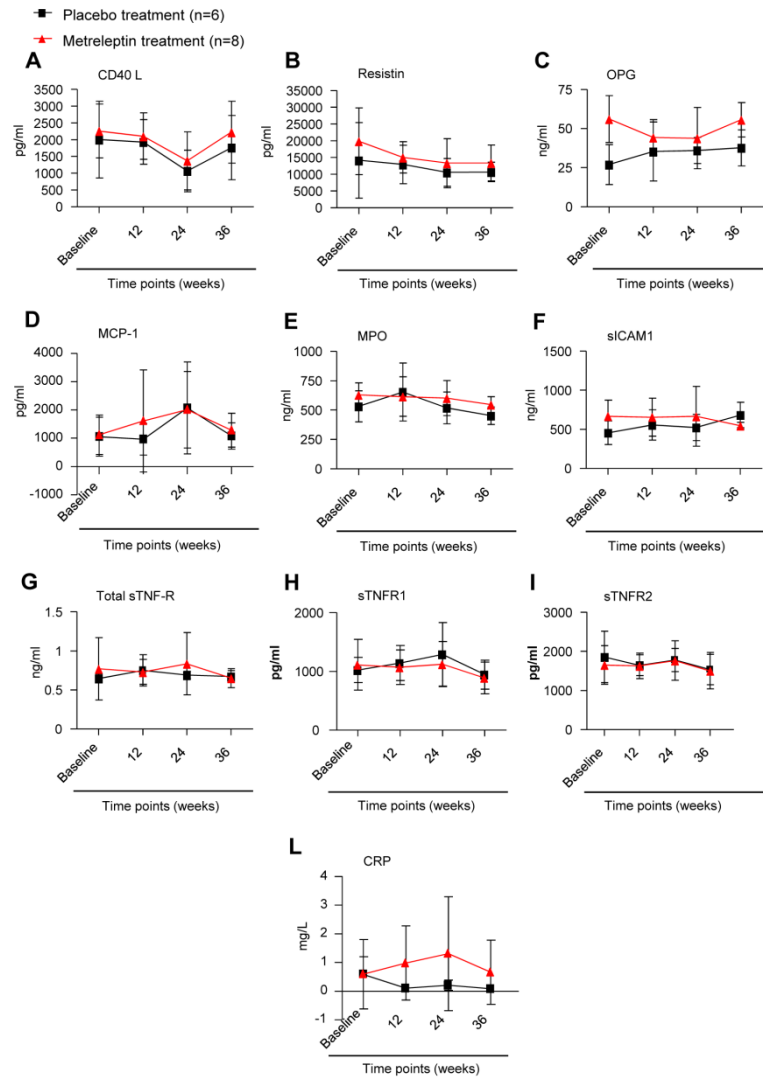 Placebo treatment (n=6)
Metreleptin treatment (n=8)
A
CD40 L
pg/ml
3500
3000
2500
2000
1500
1000
500
0
Baseline
12
24
36
Time points (weeks)
B
Resistin
pg/ml
35000
30000
25000
20000
15000
10000
5000
0
Baseline
12
24
36
Time points (weeks)
C
OPG
ng/ml
75
50
25
0
Baseline
12
24
36
Time points (weeks)
D
MCP-1
pg/ml
4000
3000
2000
1000
0
-1000
Baseline
12
24
36
Time points (weeks)
E
MPO
ng/ml
1000
750
500
250
0
Baseline
12
24
36
Time points (weeks)
F
sICAM1
ng/ml
1500
1000
500
0
Baseline
12
24
36
Time points (weeks)
G
Total sTNF-R
ng/ml
1.5
1
0.5
0
Baseline
12
24
36
Time points (weeks)
H
sTNFR1
pg/ml
2000
1000
0
Baseline
12
24
36
Time points (weeks)
I
sTNFR2
pg/ml
3000
2000
1000
0
Baseline
12
24
36
Time points (weeks)
L
CRP
mg/L
4
3
2
1
0
-1
Baseline
12
24
36
Time points (weeks)